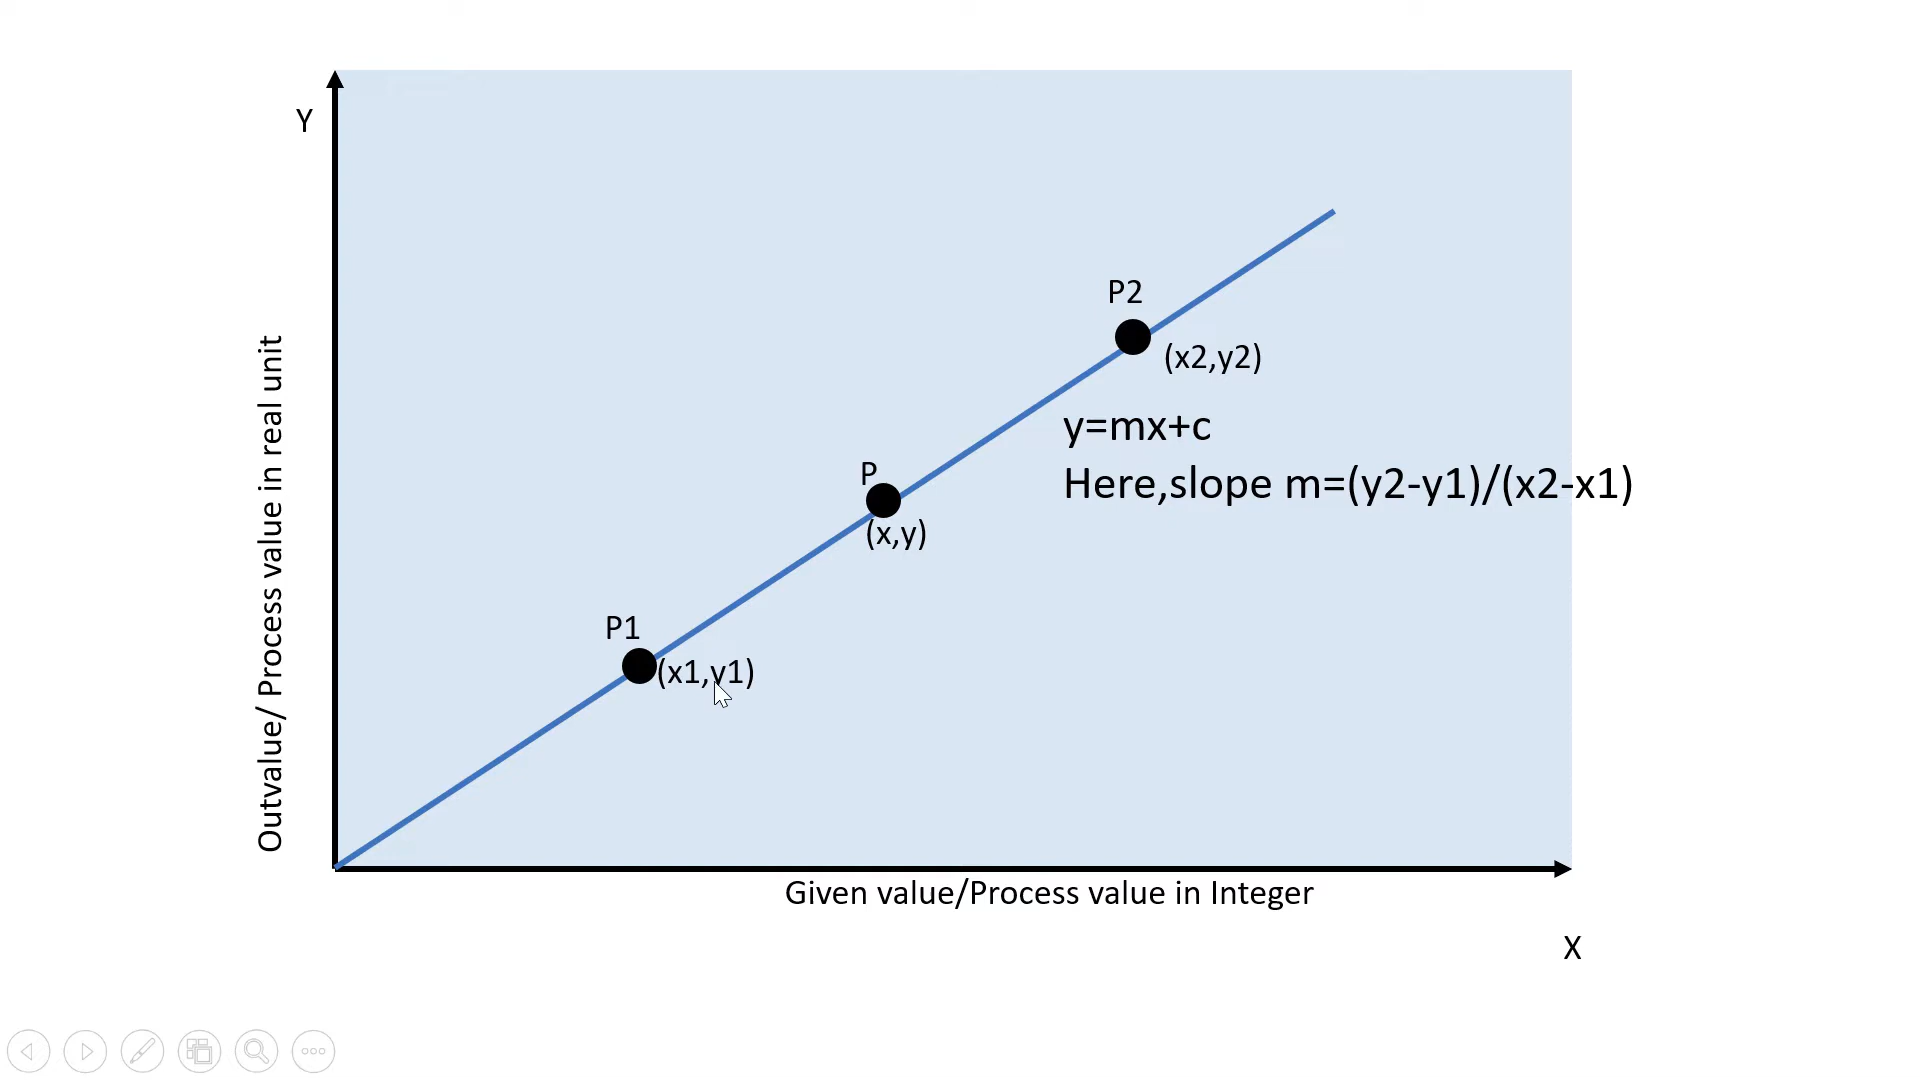 Y
P2
(x2,y2)
y=mx+c
Here,slope m=(y2-y1)/(x2-x1)
P
(x,y)
P1
(x1,y1)
Outvalue/ Process value in real unit
Given value/Process value in Integer
X